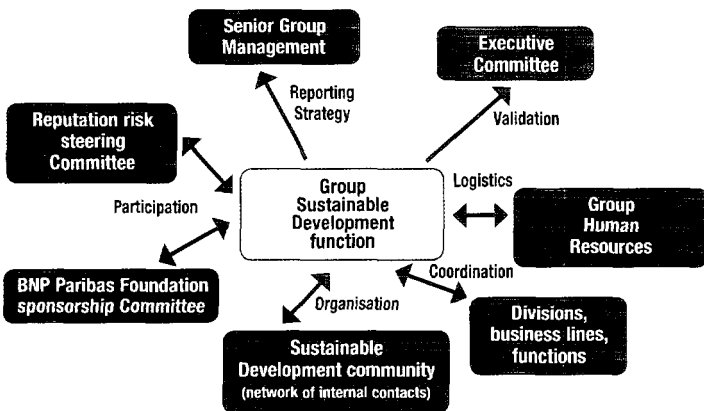 Senior Group
Management
Executive
Committee
Reporting
Strategy
Validation
Reputation risk
steering
Committee
Group
Sustainable
Development
function
Logistics
Participation
Group
Human
Resources
BNP Paribas Foundation
sponsorship Committee
Organisation
Coordination
Divisions,
business lines,
functions
Sustainable
Development community
(network of internal contacts)